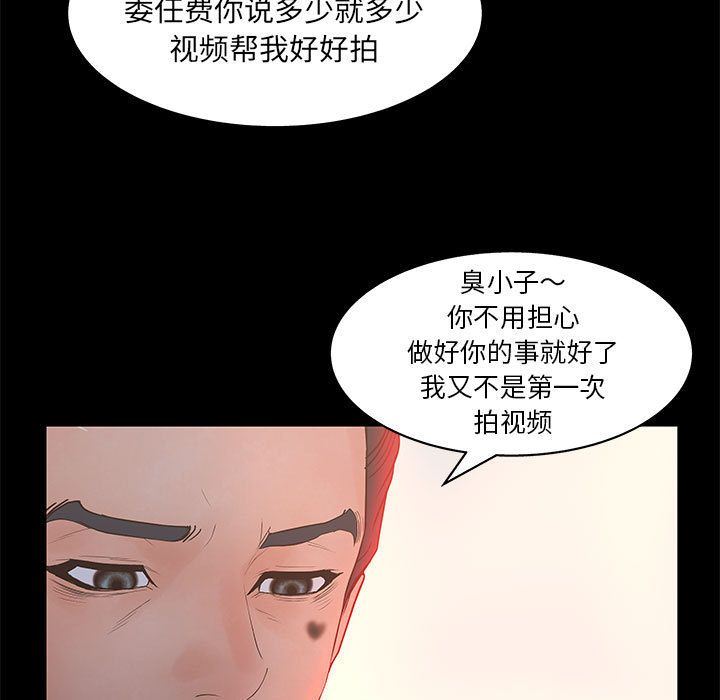 委任费你说多少就多少
视频帮我好好拍
臭小子～
你不用担心
做好你的事就好了
我又不是第一次
拍视频